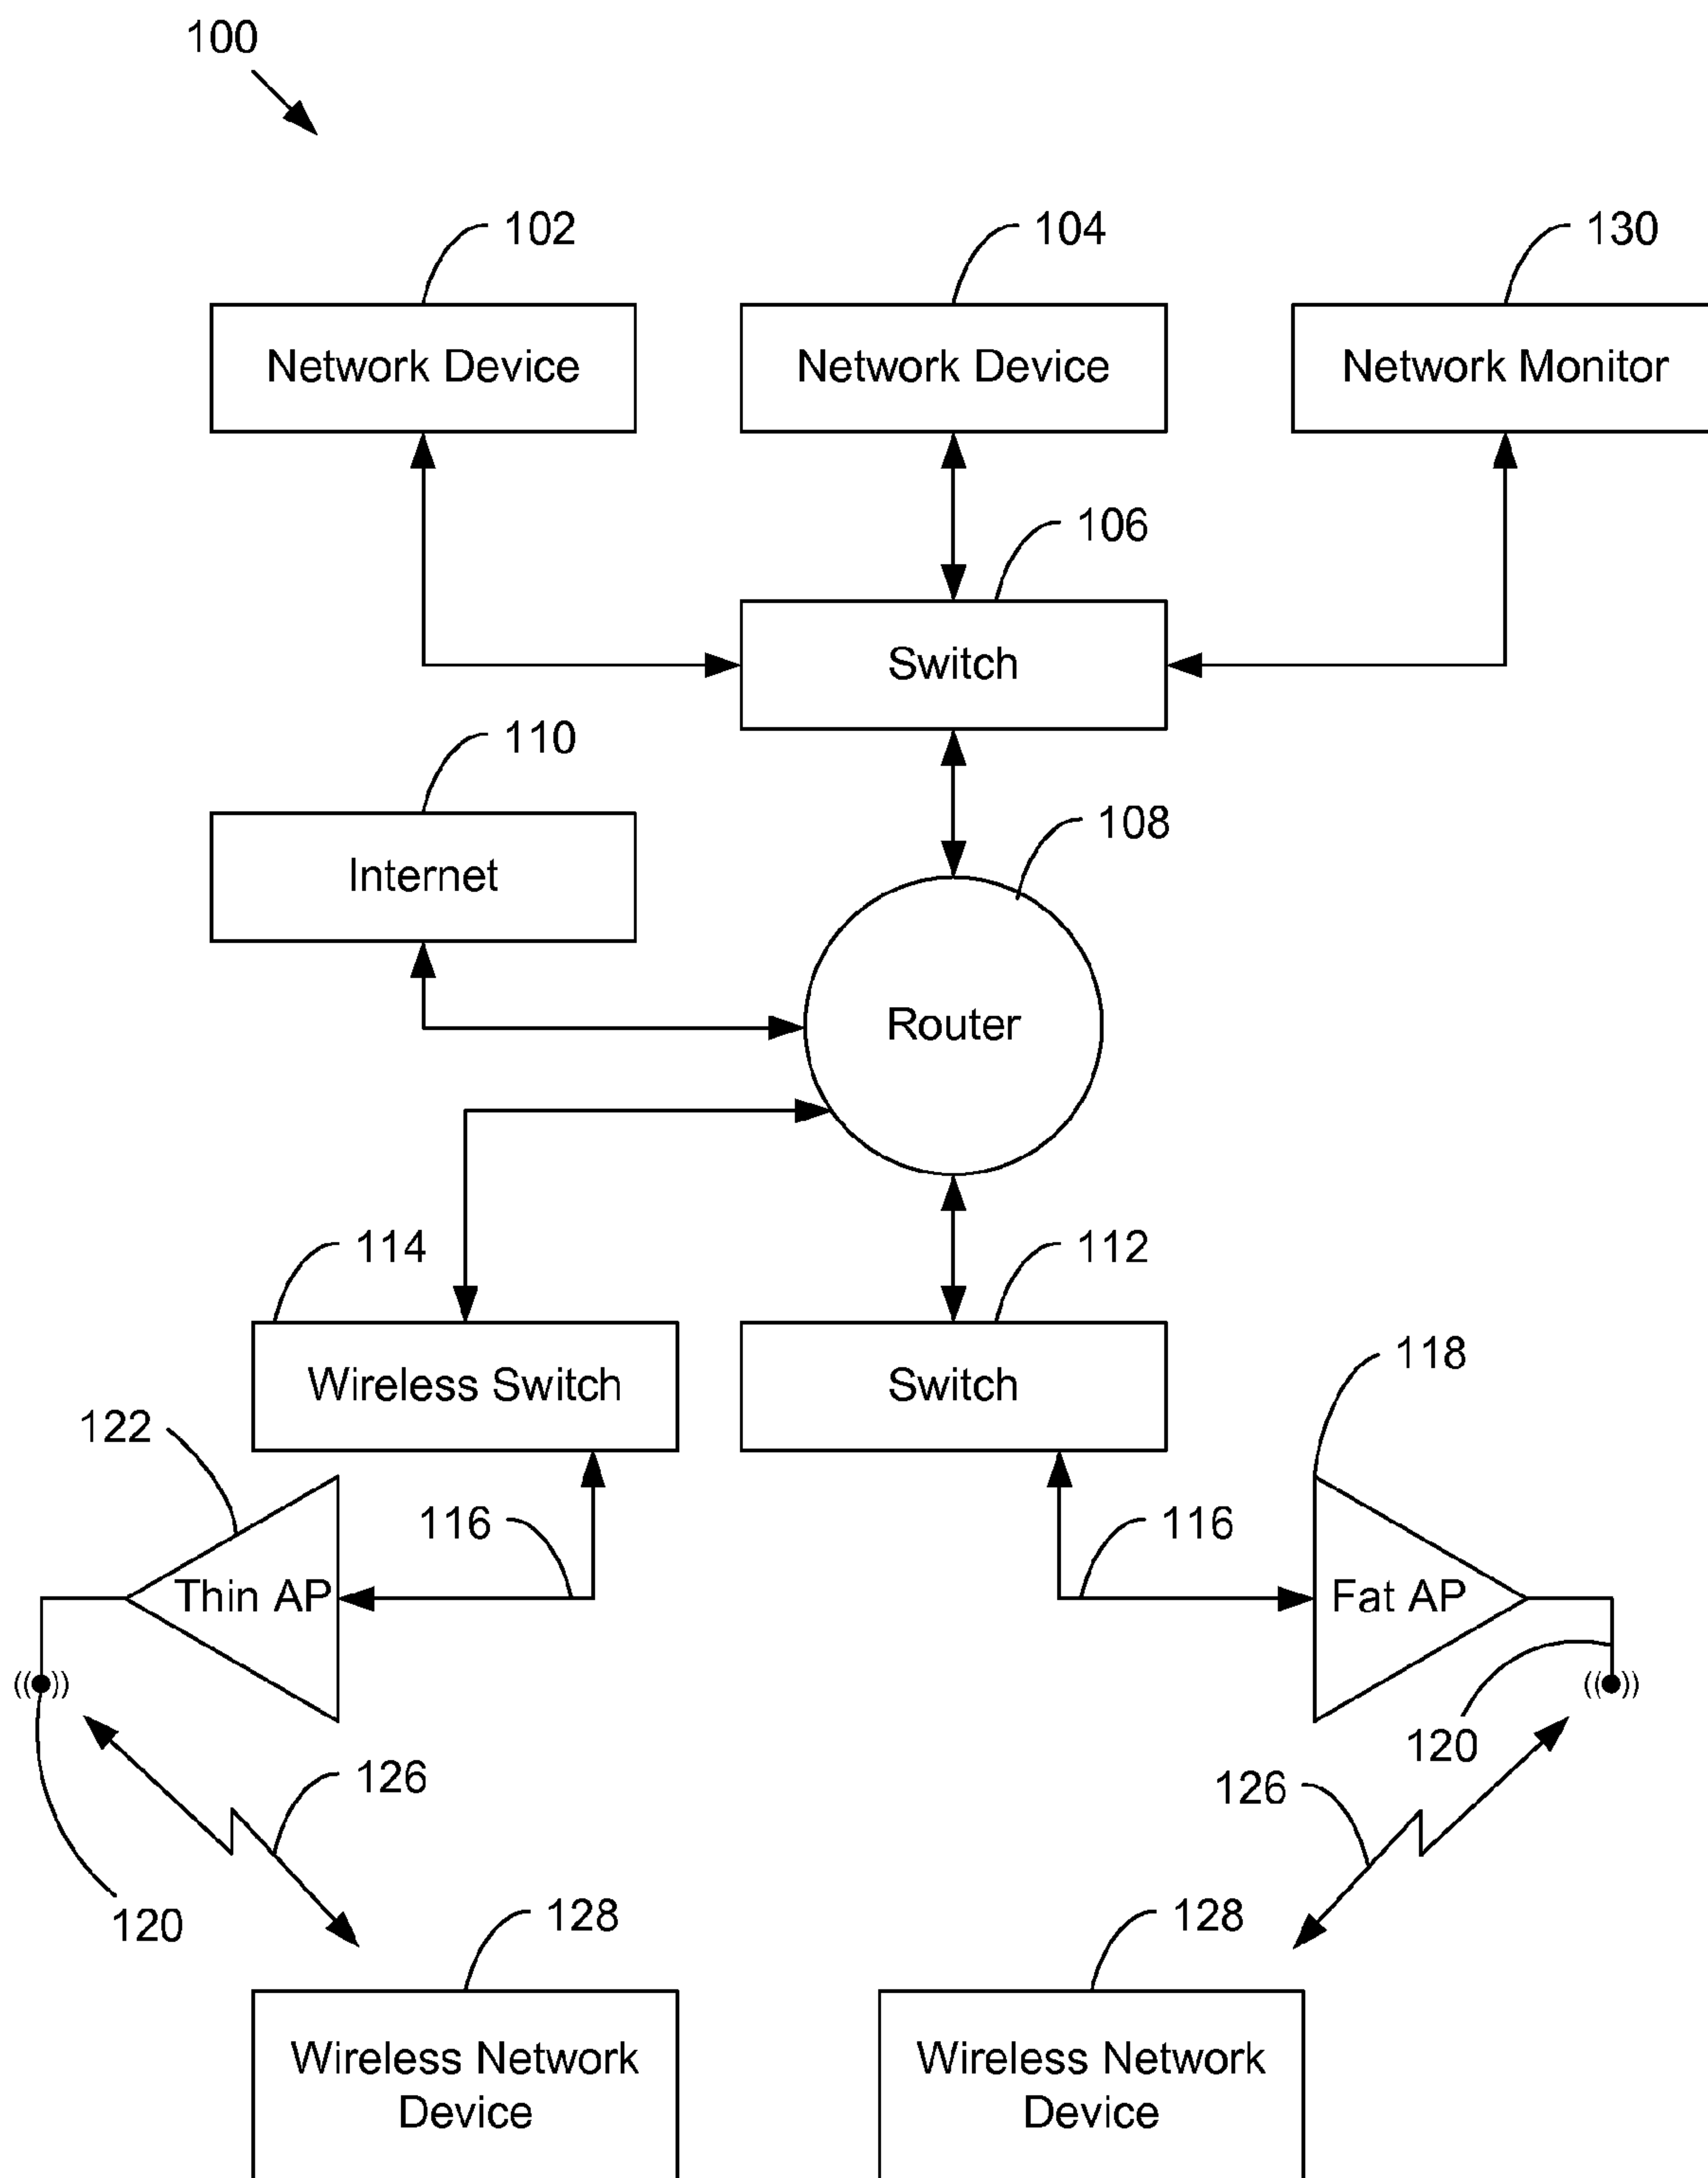 100
102
104
130
Network Device
Network Device
Network Monitor
106
Switch
110
108
Internet
Router
114
112
Wireless Switch
Switch
118
122
116
116
Thin AP
Fat AP
((●))
((●))
120
126
126
120
128
128
Wireless Network
Device
Wireless Network
Device